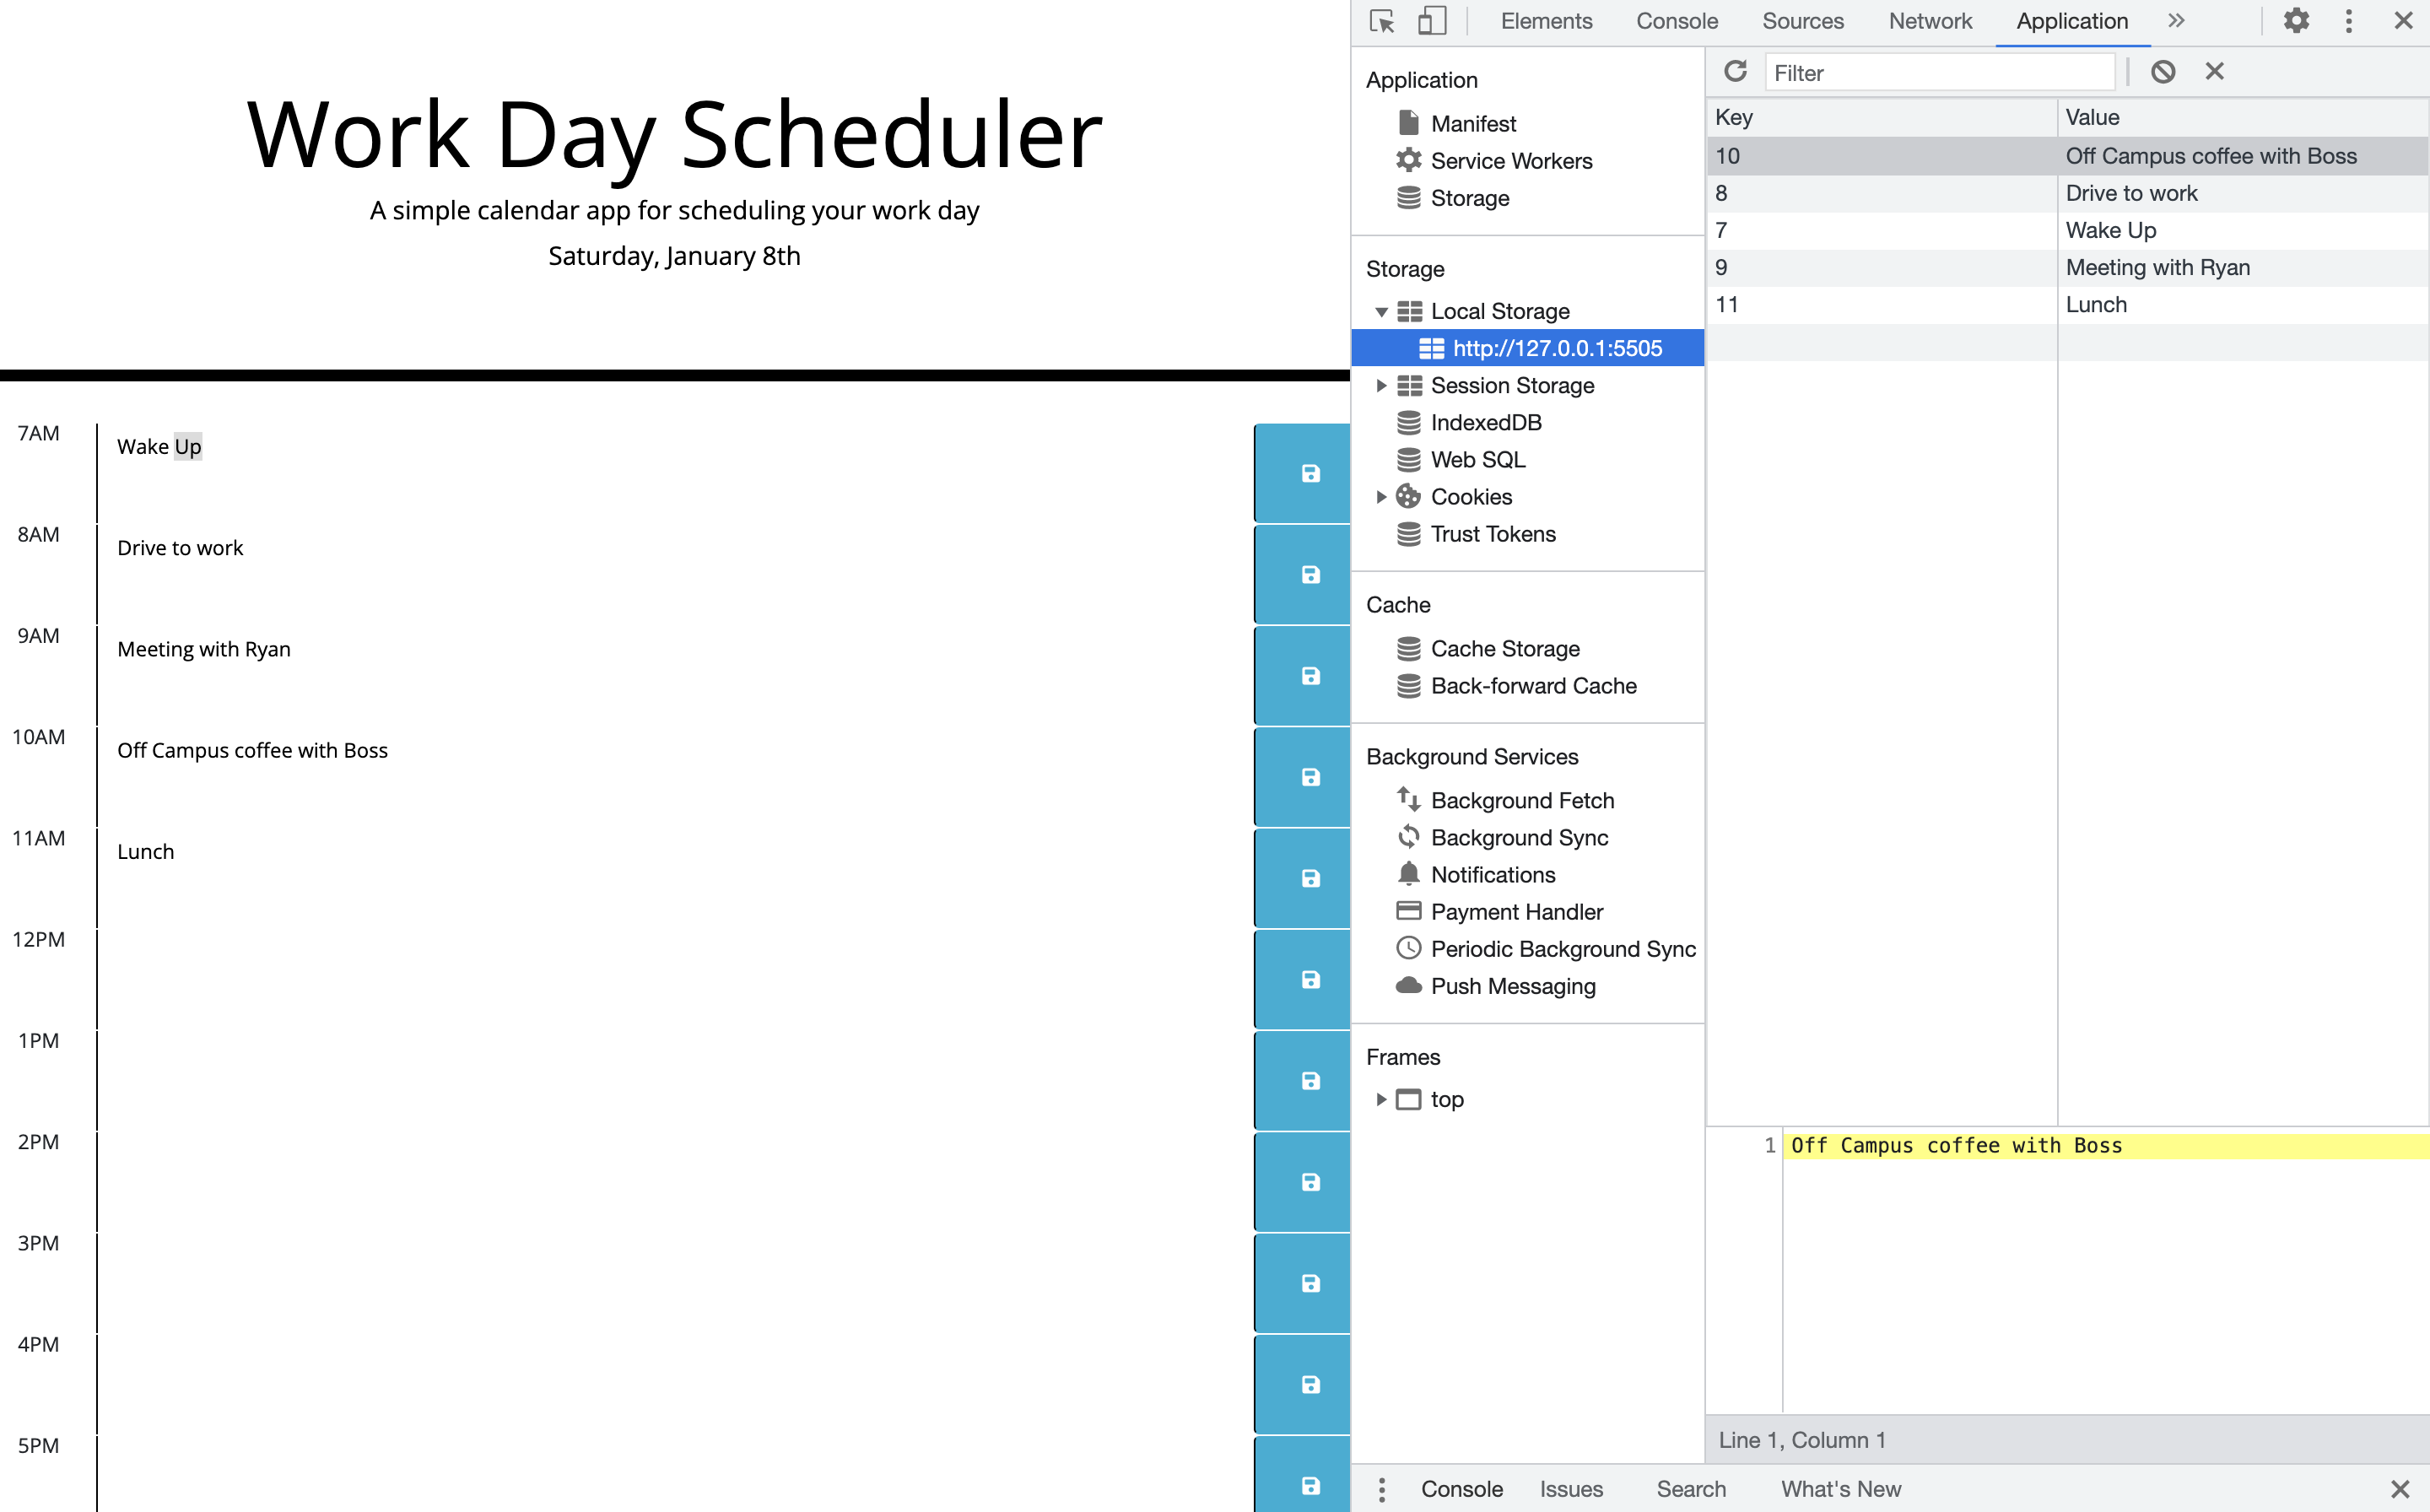 Work Day Scheduler
A simple calendar app for scheduling your work day
Saturday, January 8th
7AM Wake Up
8AM Drive to work
9AM Meeting with Ryan
10AM Off Campus coffee with Boss
11AM Lunch
12PM
1PM
2PM
3PM
4PM
5PM
Elements Console Sources Network Application
Application
Manifest
Service Workers
Storage
Storage
Local Storage
http://127.0.0.1:5505
Session Storage
IndexedDB
Web SQL
Cookies
Trust Tokens
Cache
Cache Storage
Back-forward Cache
Background Services
Background Fetch
Background Sync
Notifications
Payment Handler
Periodic Background Sync
Push Messaging
Frames
top
Filter
Key Value
10 Off Campus coffee with Boss
8 Drive to work
7 Wake Up
9 Meeting with Ryan
11 Lunch
1 Off Campus coffee with Boss
Line 1, Column 1
Console Issues Search What's New